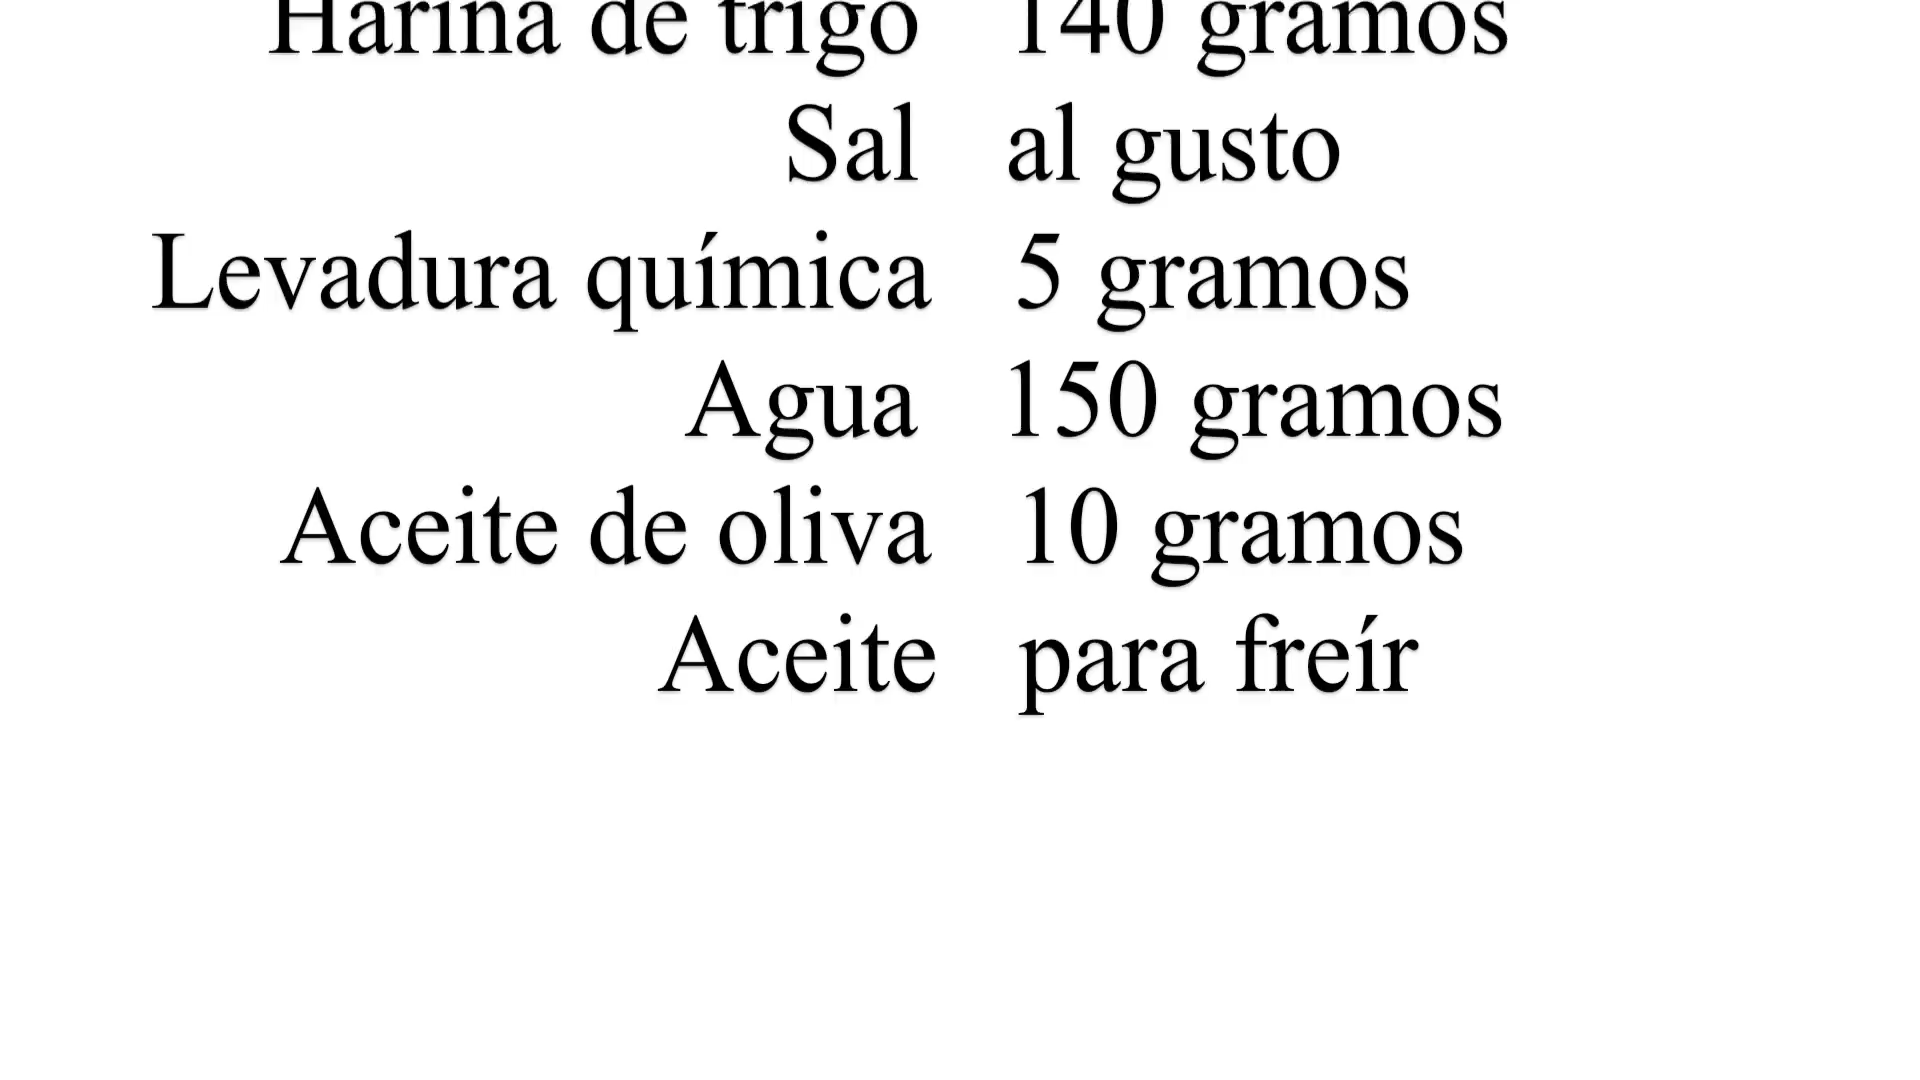 Harina de trigo 140 gramos
Sal al gusto
Levadura química 5 gramos
Agua 150 gramos
Aceite de oliva 10 gramos
Aceite para freír